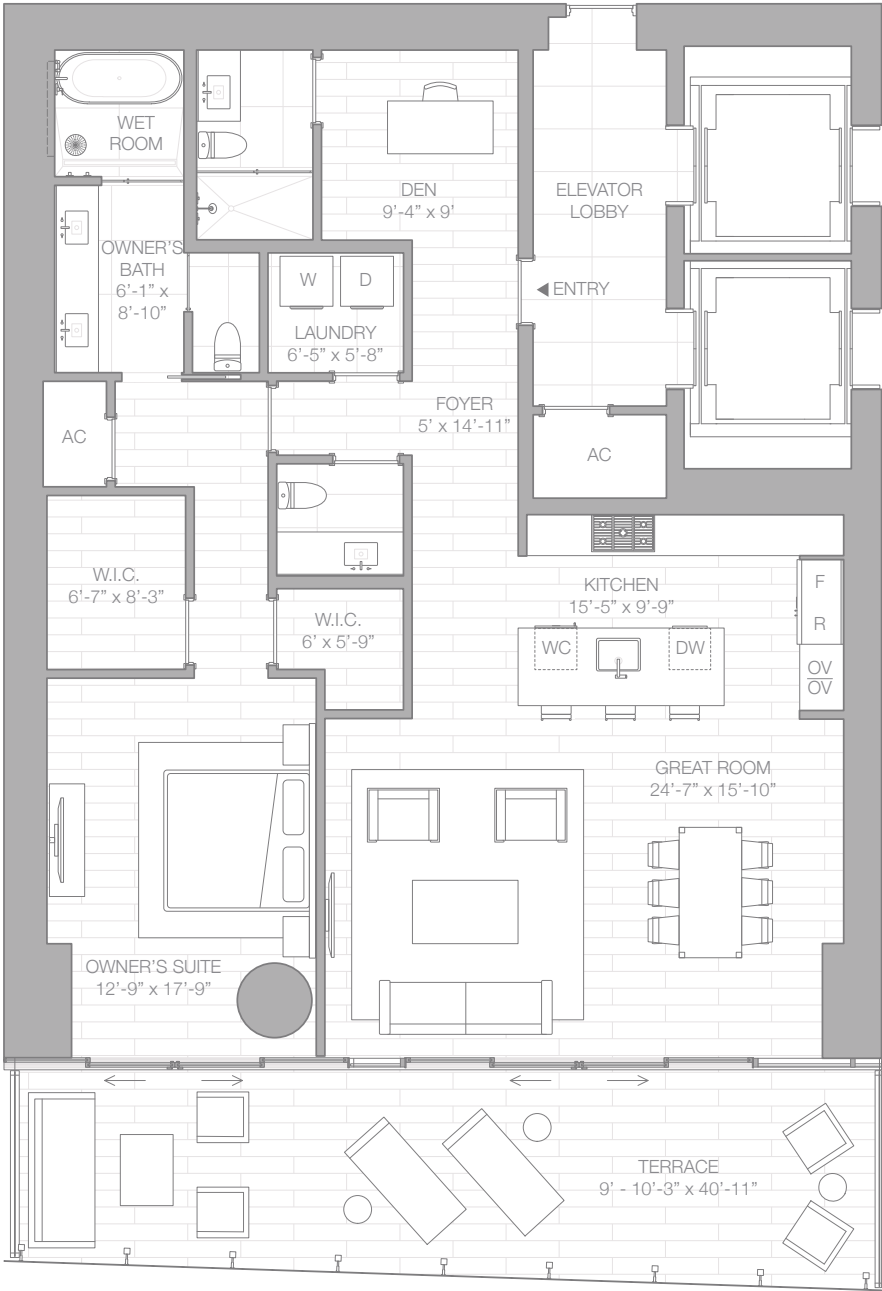 WET
ROOM
DEN
9'-4” x 9'
ELEVATOR
LOBBY
OWNER'S
BATH
6'-1” x
8'-10”
W
D
LAUNDRY
6'-5” x 5'-8”
ENTRY
FOYER
5' x 14'-11”
AC
AC
W.I.C.
6'-7” x 8'-3”
W.I.C.
6' x 5'-9”
KITCHEN
15'-5” x 9'-9”
F
R
WC
DW
OV
OV
GREAT ROOM
24'-7” x 15'-10”
OWNER'S SUITE
12'-9” x 17'-9”
TERRACE
9' - 10'-3” x 40'-11”